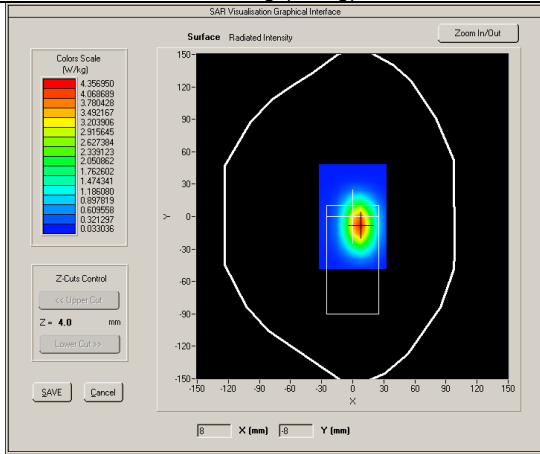 SAR Visualisation Graphical Interface
Surface Radiated Intensity
Zoom In/Out
Colors Scale
(W/kg)
4.356950
4.068689
3.780428
3.492167
3.203906
2.915645
2.627384
2.339123
2.050862
1.762602
1.474341
1.186080
0.897819
0.609558
0.321297
0.033036
Z-Cuts Control
<< Upper Cut
Z = 4.0 mm
Lower Cut >>
SAVE Cancel
150
120
90
60
30
0
-30
-60
-90
-120
-150
Y
-150 -120 -90 -60 -30 0 30 60 90 120 150
X
8 X (mm) -8 Y (mm)